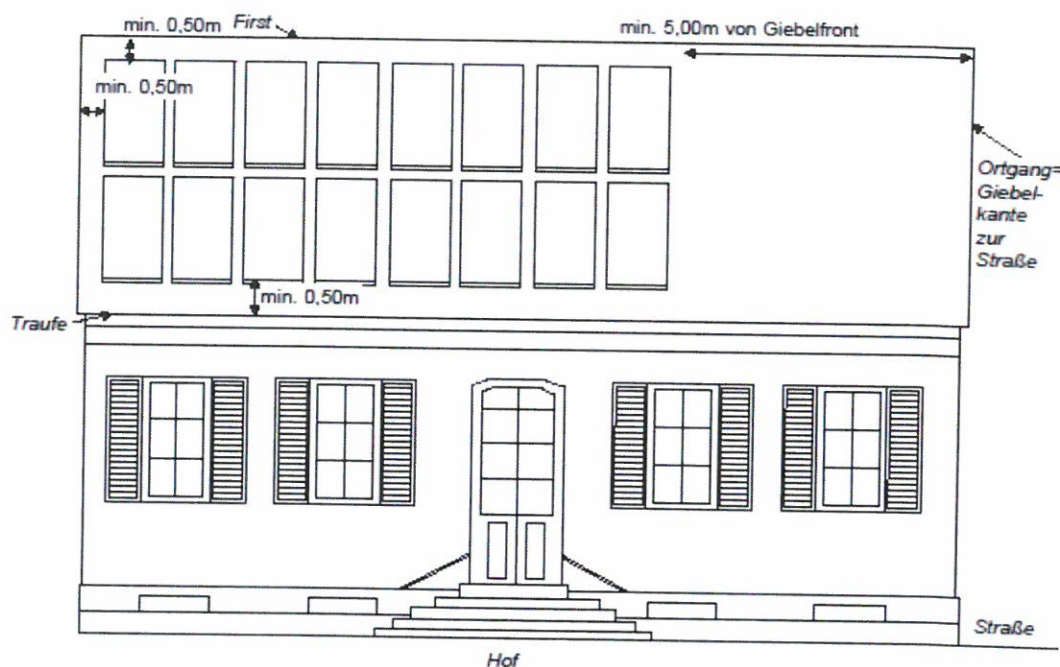 min. 0,50m
First
min. 5,00m von Giebelfront
min. 0,50m
Ortgang=
Giebel-
kante
zur
Straße
min. 0,50m
Traufe
Straße
Hof